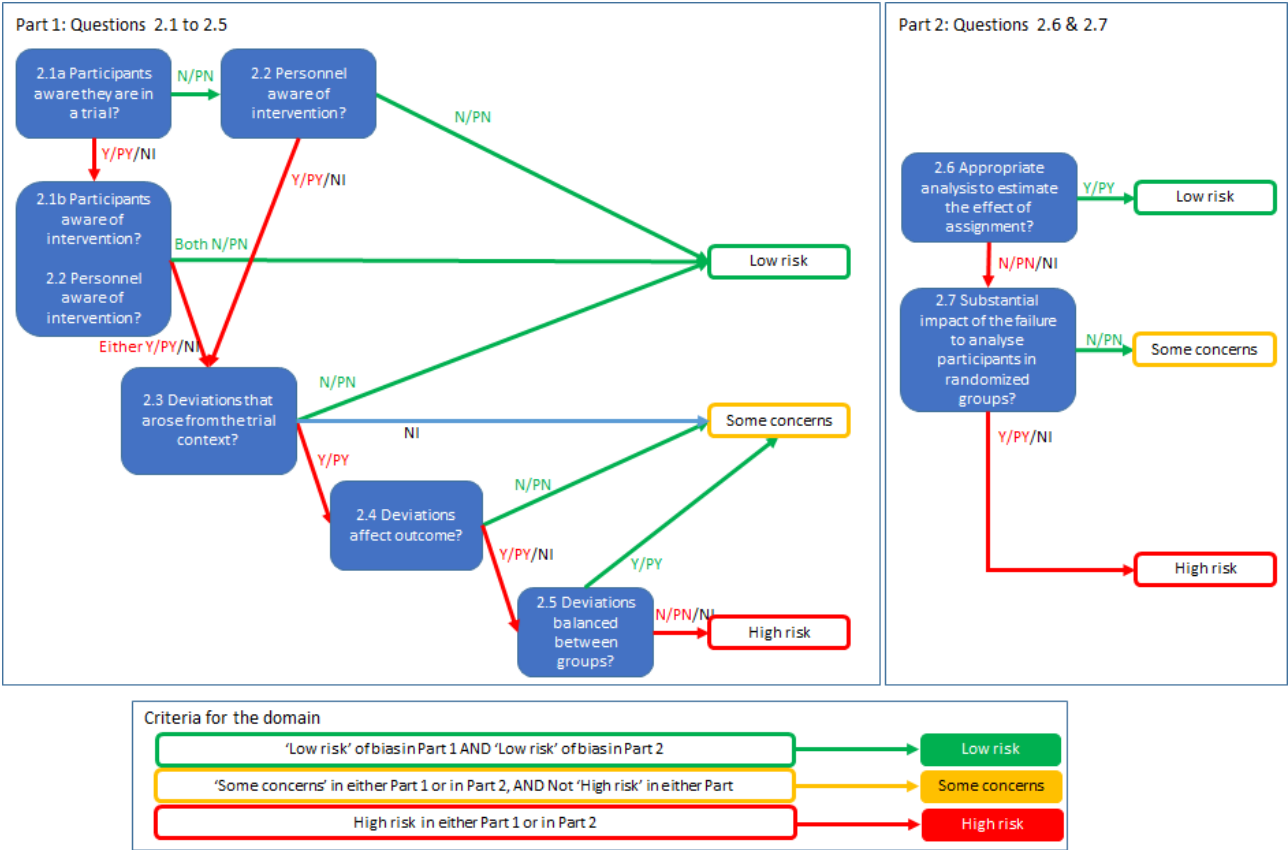 Part 1: Questions 2.1 to 2.5
2.1a Participants
aware they are in
a trial?
N/PN
2.2 Personnel
aware of
intervention?
N/PN
Y/PY/NI
Y/PY/NI
2.1b Participants
aware of
intervention?
2.2 Personnel
aware of
intervention?
Both N/PN
Low risk
Either Y/PY/NI
2.3 Deviations that
arose from the trial
context?
N/PN
NI
Some concerns
Y/PY
2.4 Deviations
affect outcome?
N/PN
Y/PY/NI
Y/PY
2.5 Deviations
balanced
between
groups?
N/PN/NI
High risk
Part 2: Questions 2.6 & 2.7
2.6 Appropriate
analysis to estimate
the effect of
assignment?
Y/PY
Low risk
N/PN/NI
2.7 Substantial
impact of the failure
to analyse
participants in
randomized
groups?
N/PN
Some concerns
Y/PY/NI
High risk
Criteria for the domain
'Low risk' of bias in Part 1 AND 'Low risk' of bias in Part 2
Low risk
'Some concerns' in either Part 1 or in Part 2, AND Not 'High risk' in either Part
Some concerns
High risk in either Part 1 or in Part 2
High risk